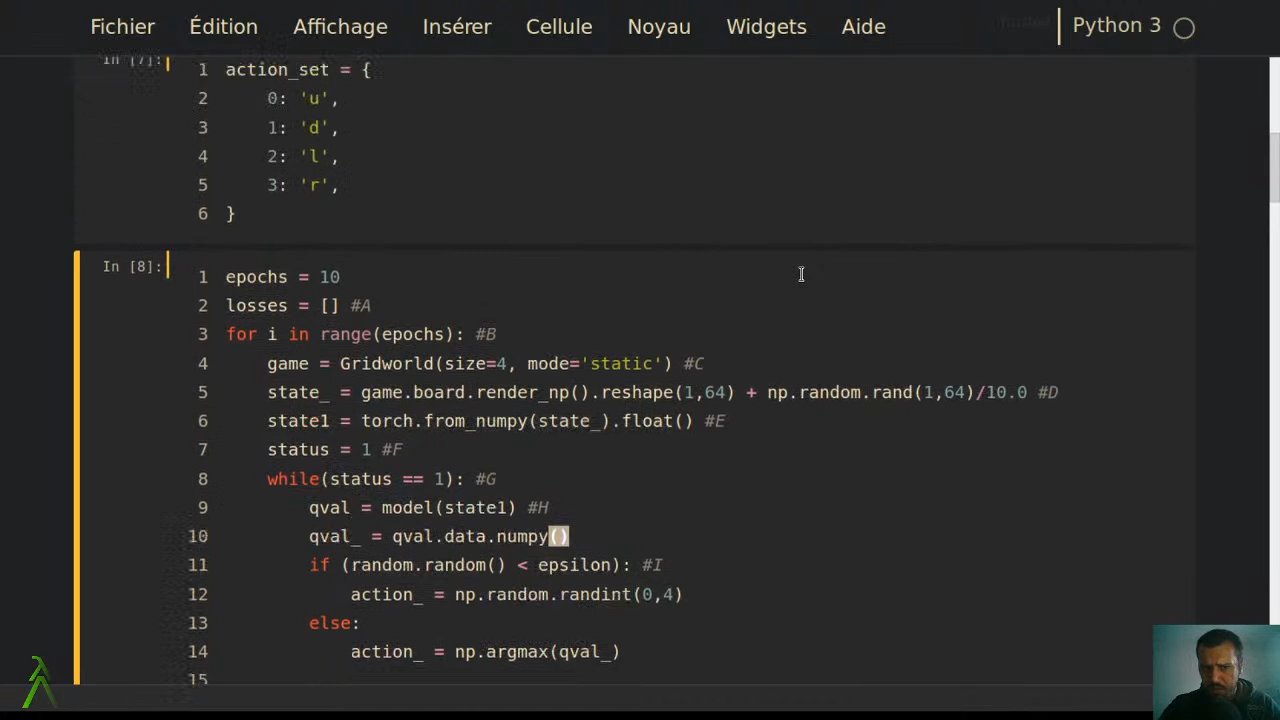 Fichier Édition Affichage Insérer Cellule Noyau Widgets Aide Python 3
In [7]:
1 action_set = {
2 0: 'u',
3 1: 'd',
4 2: 'l',
5 3: 'r',
6 }
In [8]:
1 epochs = 10
2 losses = [] #A
3 for i in range(epochs): #B
4 game = Gridworld(size=4, mode='static') #C
5 state_ = game.board.render_np().reshape(1,64) + np.random.rand(1,64)/10.0 #D
6 state1 = torch.from_numpy(state_).float() #E
7 status = 1 #F
8 while(status == 1): #G
9 qval = model(state1) #H
10 qval_ = qval.data.numpy()
11 if (random.random() < epsilon): #I
12 action_ = np.random.randint(0,4)
13 else:
14 action_ = np.argmax(qval_)
15